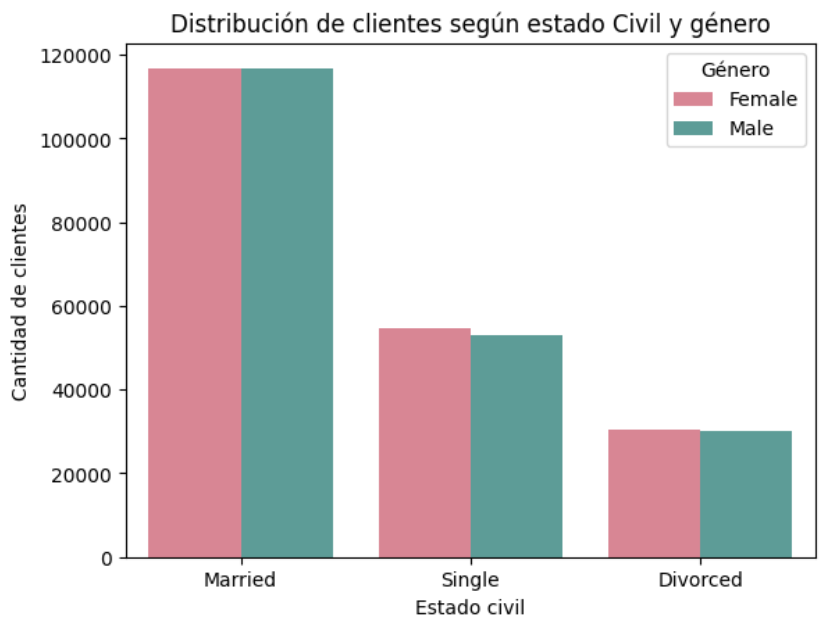 Distribución de clientes según estado Civil y género
Cantidad de clientes
120000
100000
80000
60000
40000
20000
0
Género
Female
Male
Married
Single
Divorced
Estado civil